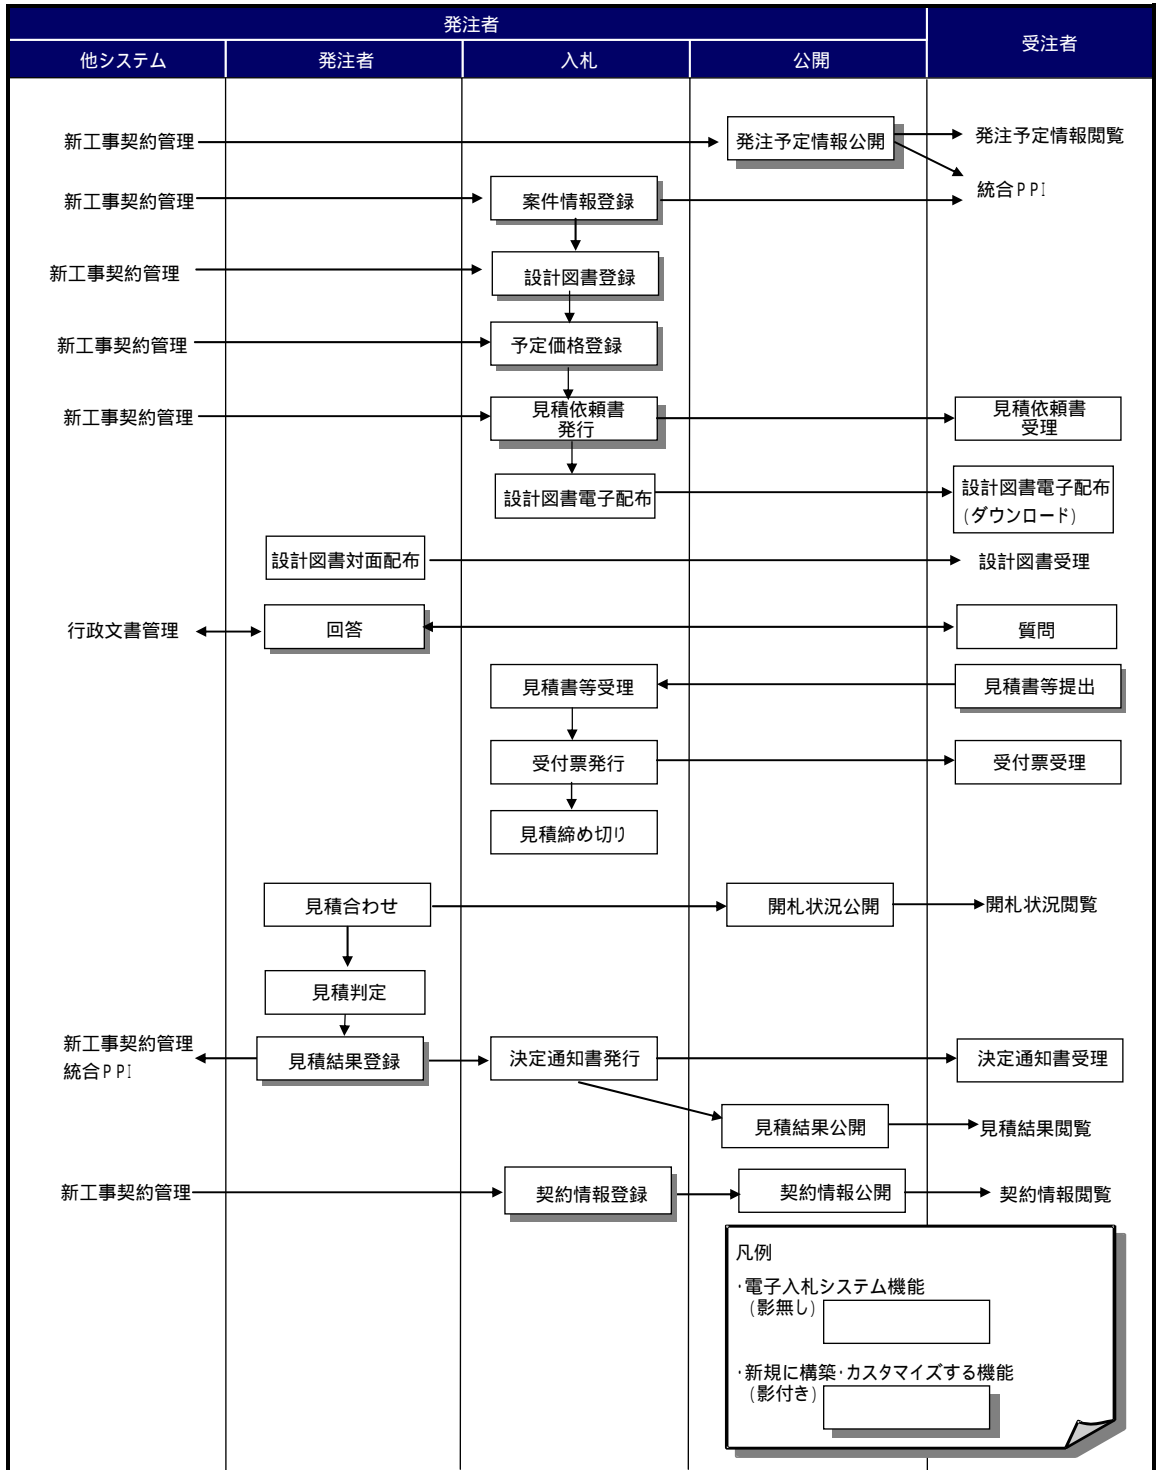 発注者
受注者
他システム
発注者
入札
公開
新工事契約管理
発注予定情報公開
発注予定情報閲覧
統合PPI
新工事契約管理
案件情報登録
新工事契約管理
設計図書登録
新工事契約管理
予定価格登録
新工事契約管理
見積依頼書
発行
見積依頼書
受理
設計図書電子配布
設計図書電子配布
(ダウンロード)
設計図書対面配布
設計図書受理
行政文書管理
回答
質問
見積書等受理
見積書等提出
受付票発行
受付票受理
見積締め切り
見積合わせ
開札状況公開
開札状況閲覧
見積判定
新工事契約管理
統合PPI
見積結果登録
決定通知書発行
決定通知書受理
見積結果公開
見積結果閲覧
新工事契約管理
契約情報登録
契約情報公開
契約情報閲覧
凡例
・電子入札システム機能
(影無し)
・新規に構築・カスタマイズする機能
(影付き)